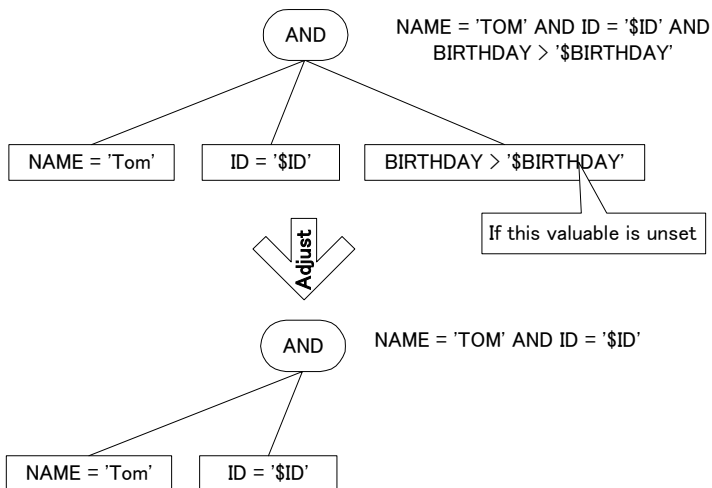 AND
NAME = 'TOM' AND ID = '$ID' AND
BIRTHDAY > '$BIRTHDAY'
NAME = 'Tom'
ID = '$ID'
BIRTHDAY > '$BIRTHDAY'
If this valuable is unset
Adjust
AND
NAME = 'TOM' AND ID = '$ID'
NAME = 'Tom'
ID = '$ID'